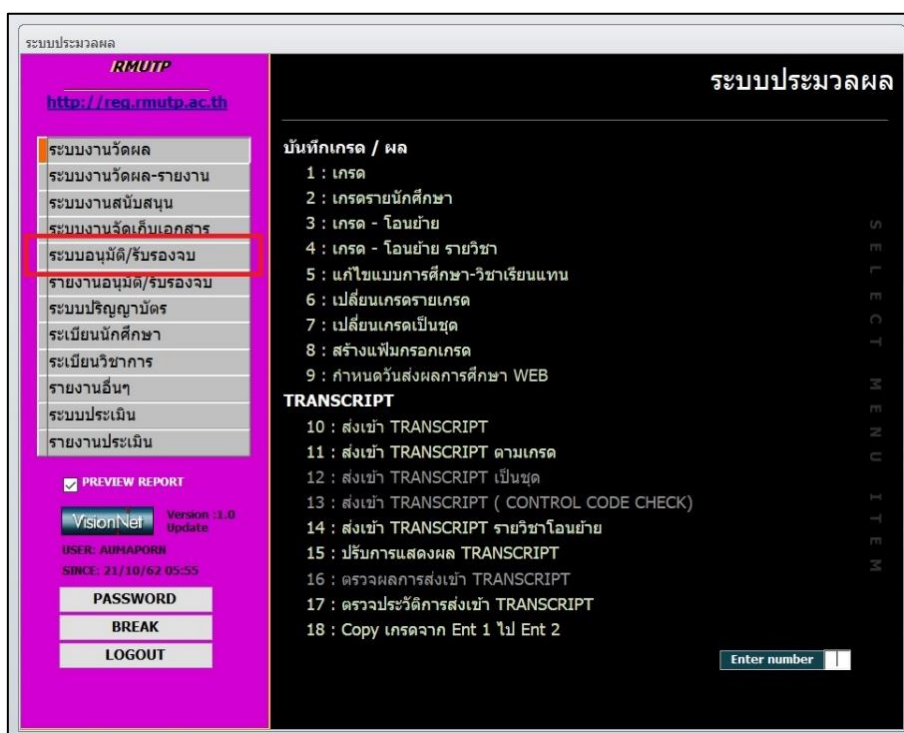 ระบบประมวลผล
RMUTP
http://reg.rmutp.ac.th
ระบบงานวัดผล
ระบบงานวัดผล-รายงาน
ระบบงานสนับสนุน
ระบบงานจัดเก็บเอกสาร
ระบบอนุมัติ/รับรองจบ
รายงานอนุมัติ/รับรองจบ
ระบบปริญญาบัตร
ระเบียนนักศึกษา
ระเบียนวิชาการ
รายงานอื่นๆ
ระบบประเมิน
รายงานประเมิน
PREVIEW REPORT
VisionNet Version :1.0
Update
USER: AUMAPORN
SINCE: 21/10/62 05:55
PASSWORD
BREAK
LOGOUT
ระบบประมวลผล
บันทึกเกรด / ผล
1 : เกรด
2 : เกรดรายนักศึกษา
3 : เกรด - โอนย้าย
4 : เกรด - โอนย้าย รายวิชา
5 : แก้ไขแบบการศึกษา-วิชาเรียนแทน
6 : เปลี่ยนเกรดรายเกรด
7 : เปลี่ยนเกรดเป็นชุด
8 : สร้างแฟ้มกรอกเกรด
9 : กำหนดวันส่งผลการศึกษา WEB
TRANSCRIPT
10 : ส่งเข้า TRANSCRIPT
11 : ส่งเข้า TRANSCRIPT ตามเกรด
12 : ส่งเข้า TRANSCRIPT เป็นชุด
13 : ส่งเข้า TRANSCRIPT ( CONTROL CODE CHECK)
14 : ส่งเข้า TRANSCRIPT รายวิชาโอนย้าย
15 : ปรับการแสดงผล TRANSCRIPT
16 : ตรวจผลการส่งเข้า TRANSCRIPT
17 : ตรวจประวัติการส่งเข้า TRANSCRIPT
18 : Copy เกรดจาก Ent 1 ไป Ent 2
SELECT MENU ITEM
Enter number